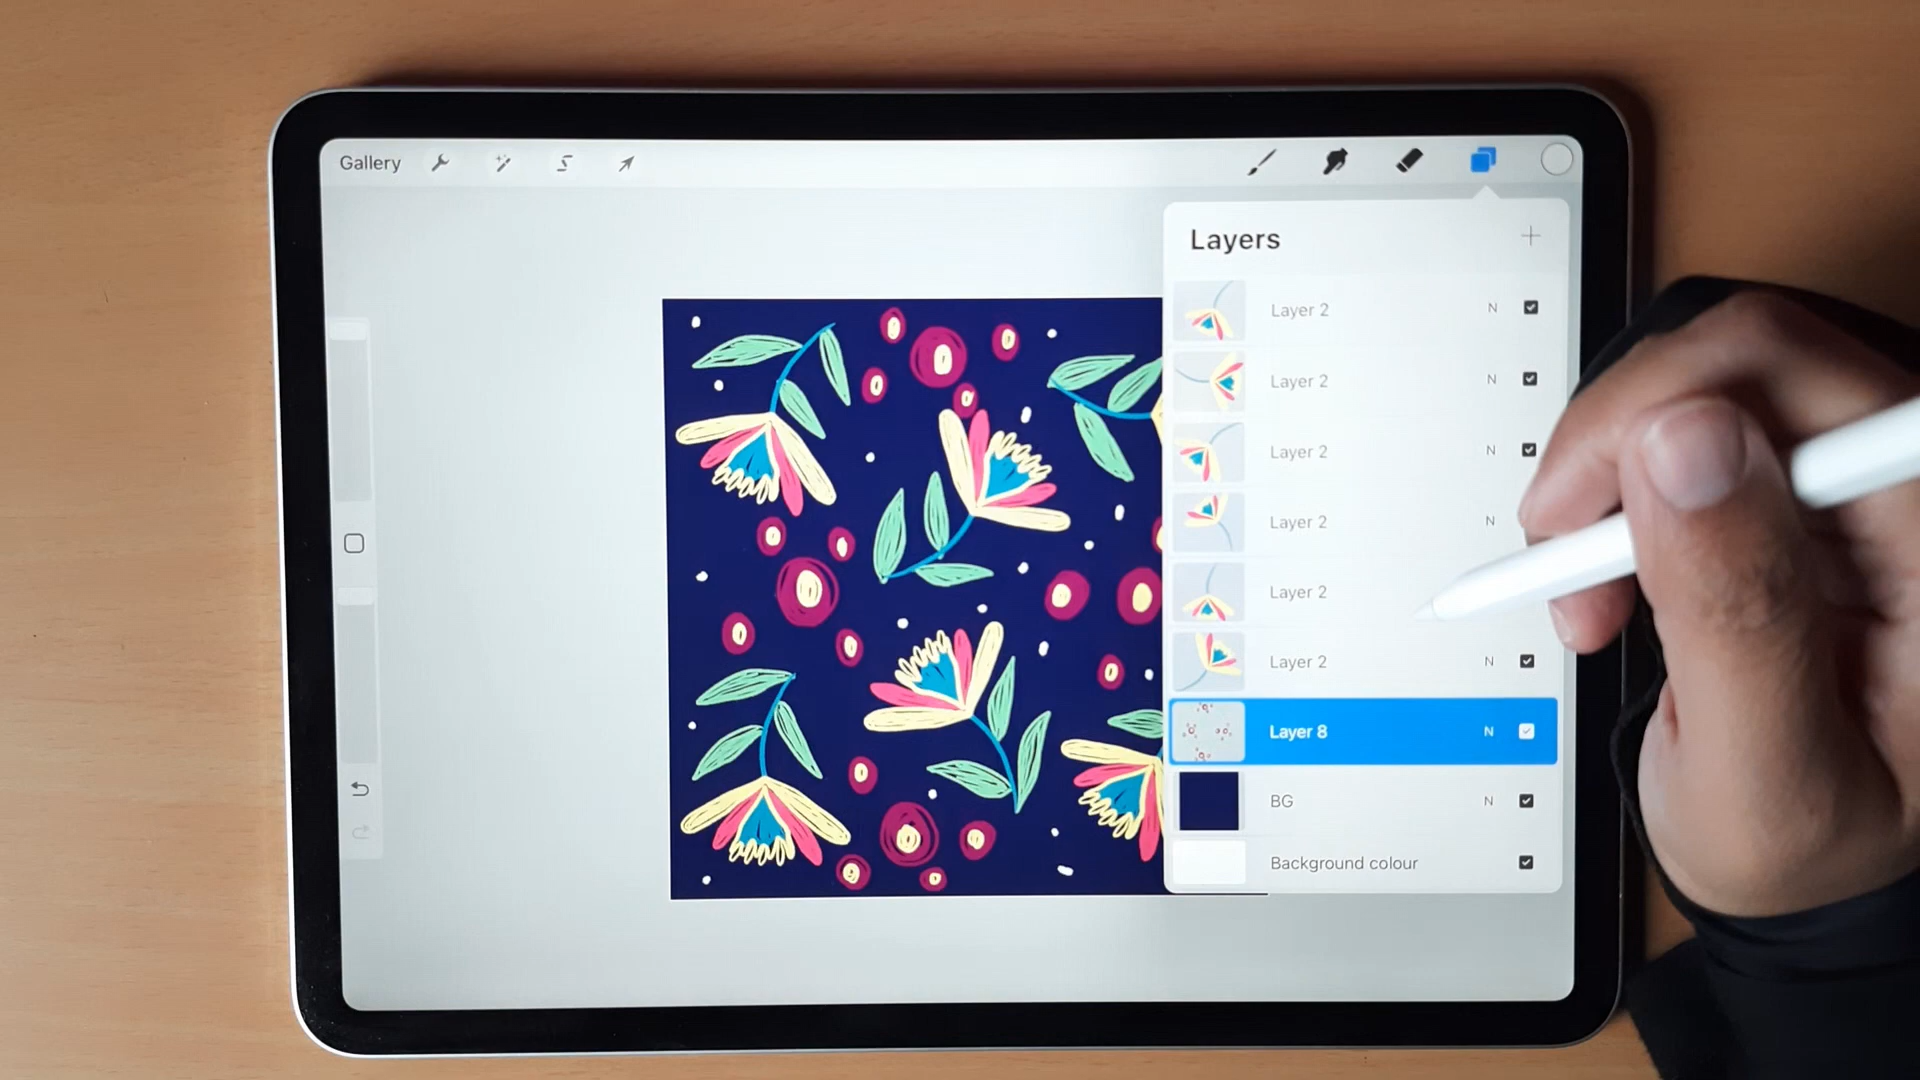 Gallery
Layers
Layer 2 N
Layer 2 N
Layer 2 N
Layer 2 N
Layer 2
Layer 2 N
Layer 8 N
BG N
Background colour